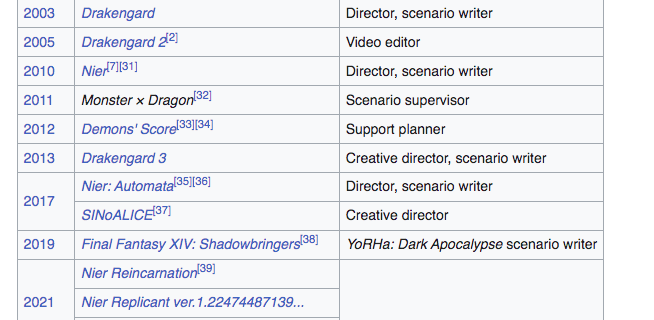 2003 Drakengard Director, scenario writer
2005 Drakengard 2[2] Video editor
2010 Nier[7][31] Director, scenario writer
2011 Monster × Dragon[32] Scenario supervisor
2012 Demons' Score[33][34] Support planner
2013 Drakengard 3 Creative director, scenario writer
2017 Nier: Automata[35][36] Director, scenario writer
SINoALICE[37] Creative director
2019 Final Fantasy XIV: Shadowbringers[38] YoRHa: Dark Apocalypse scenario writer
2021 Nier Reincarnation[39]
Nier Replicant ver.1.22474487139...